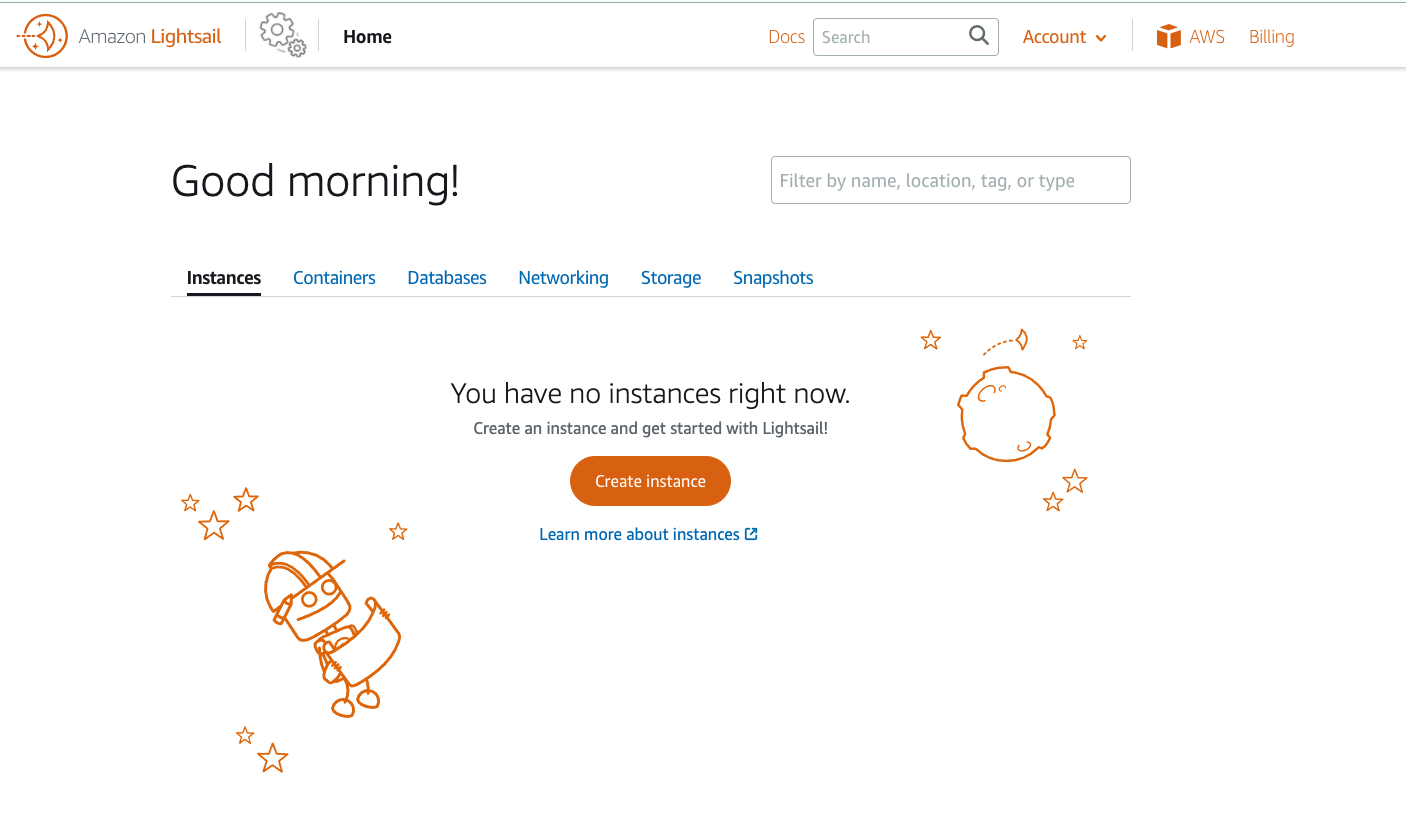 Amazon Lightsail Home Docs Search Account AWS Billing
Good morning!
Filter by name, location, tag, or type
Instances Containers Databases Networking Storage Snapshots
You have no instances right now.
Create an instance and get started with Lightsail!
Create instance
Learn more about instances